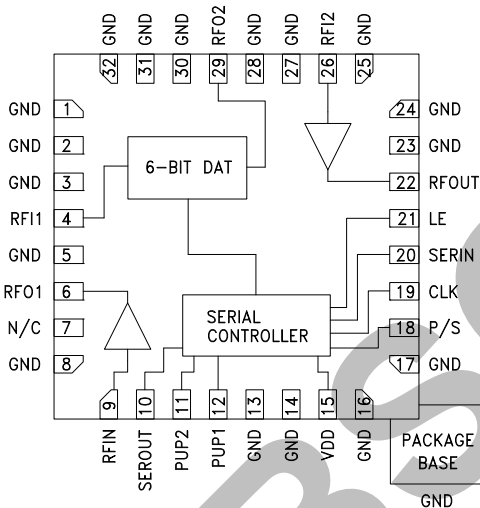 32 GND
31 GND
30 GND
29 RFO2
28 GND
27 GND
26 RFI2
25 GND
GND 1
GND 2
GND 3
RFI1 4
GND 5
RFO1 6
N/C 7
GND 8
6-BIT DAT
SERIAL
CONTROLLER
24 GND
23 GND
22 RFOUT
21 LE
20 SERIN
19 CLK
18 P/S
17 GND
9 RFIN
10 SEROUT
11 PUP2
12 PUP1
13 GND
14 GND
15 VDD
16 GND
PACKAGE
BASE
GND
BS